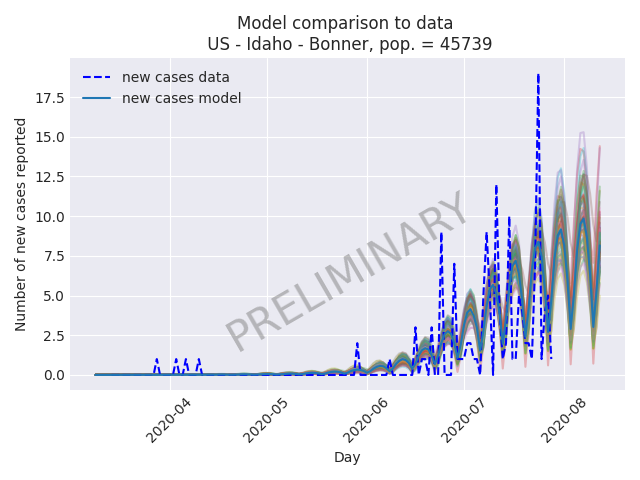 Model comparison to data
US - Idaho - Bonner, pop. = 45739
new cases data
new cases model
Number of new cases reported
17.5
15.0
12.5
10.0
7.5
5.0
2.5
0.0
PRELIMINARY
2020-04
2020-05
2020-06
2020-07
2020-08
Day